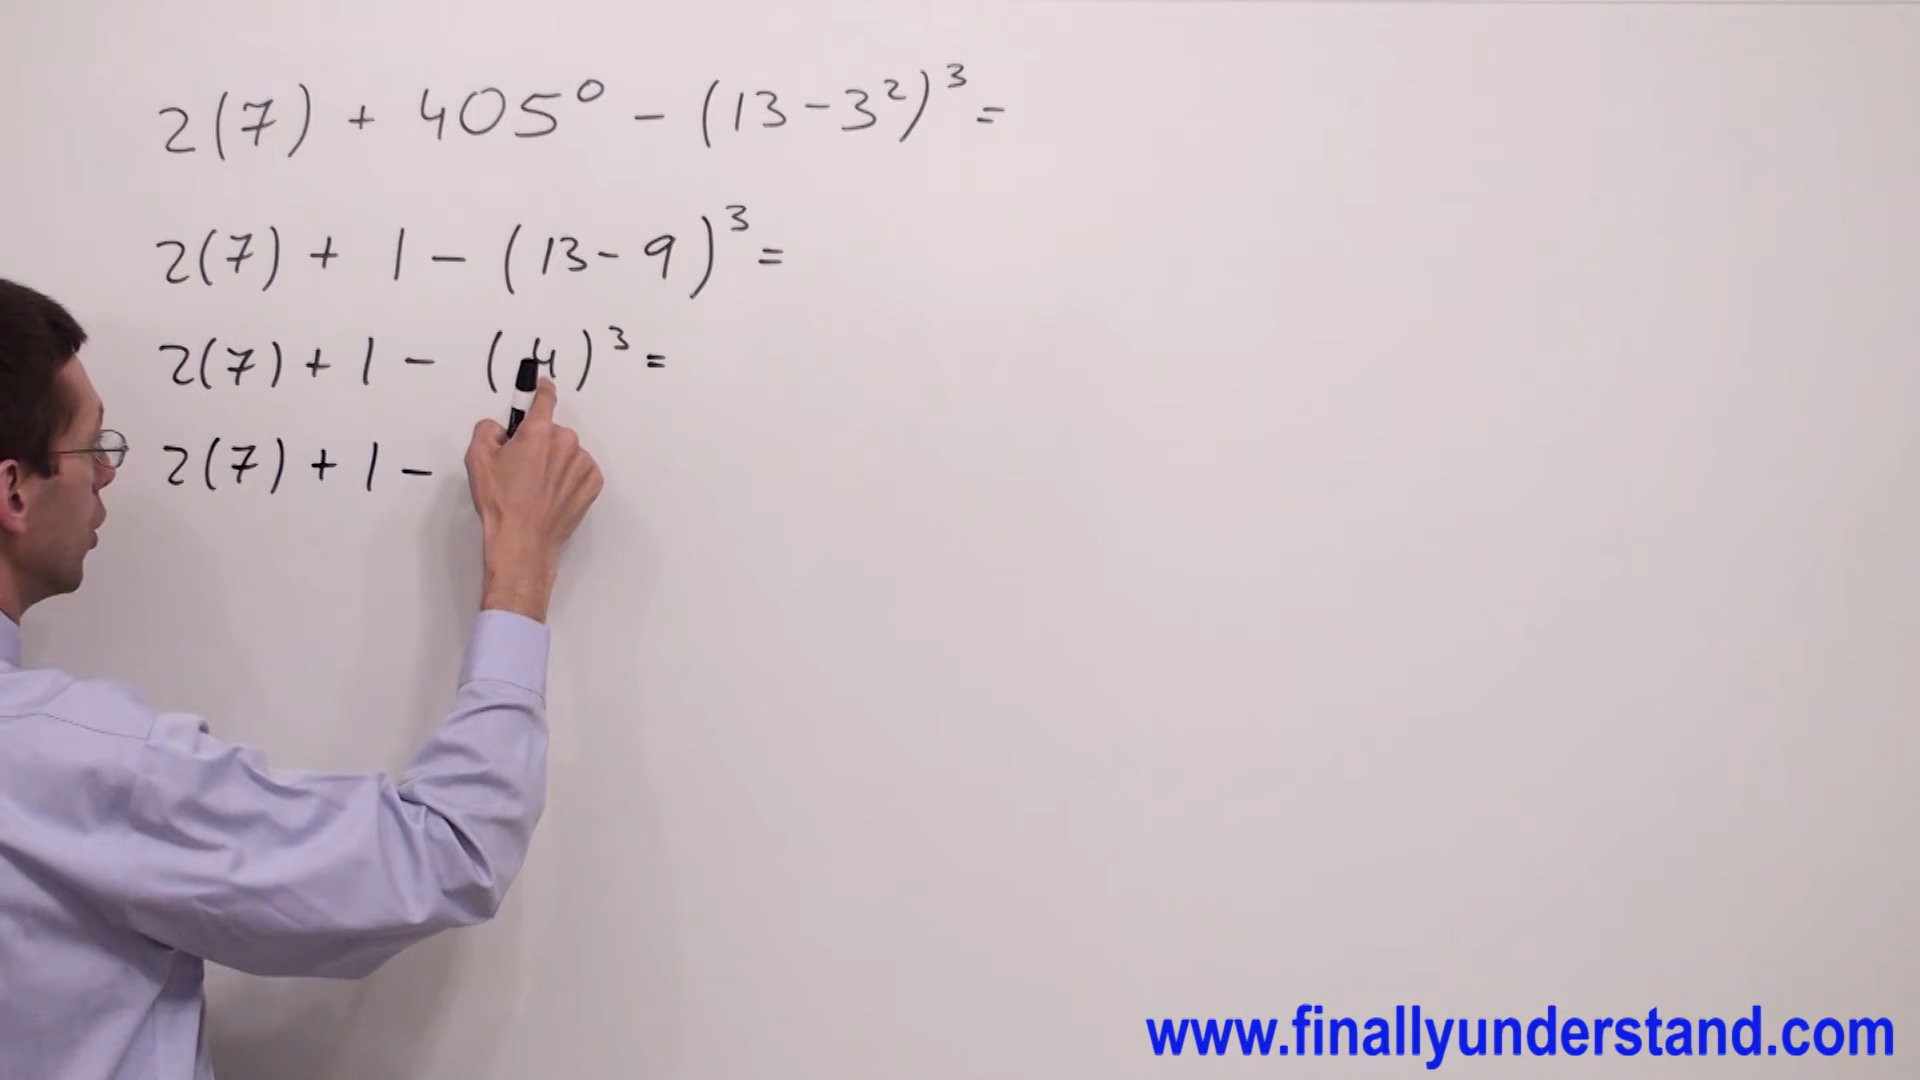 2(7) + 405⁰ - (13 - 3²)³ =
2(7) + 1 - (13 - 9)³ =
2(7) + 1 - (4)³ =
2(7) + 1 -
www.finallyunderstand.com